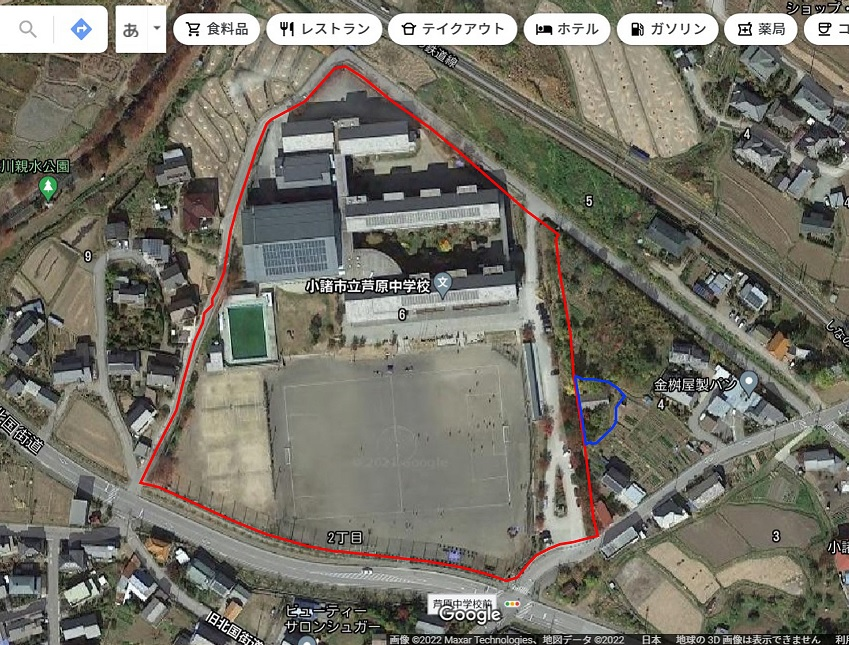 ショップ・
あ
食料品
レストラン
テイクアウト
ホテル
ガソリン
薬局
コ
鉄道線
4
川親水公園
5
4
9
小諸市立芦原中学校
文
6
しなの
金桝屋製パン
4
北国街道
2丁目
3
小諸
芦原中学校前
Google
ビューティー
サロンシュガー
旧北国街道
画像 ©2022 Maxar Technologies、地図データ ©2022 日本 地球の 3D 画像は表示できません 利用